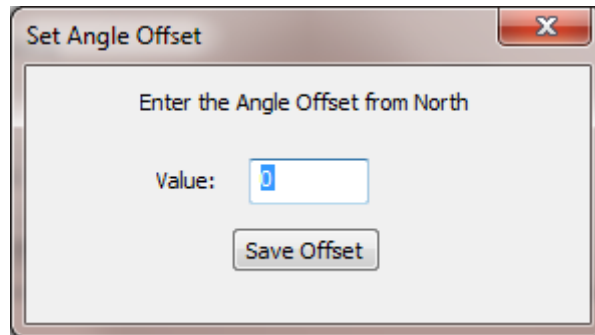 Set Angle Offset
Enter the Angle Offset from North
Value: 0
Save Offset